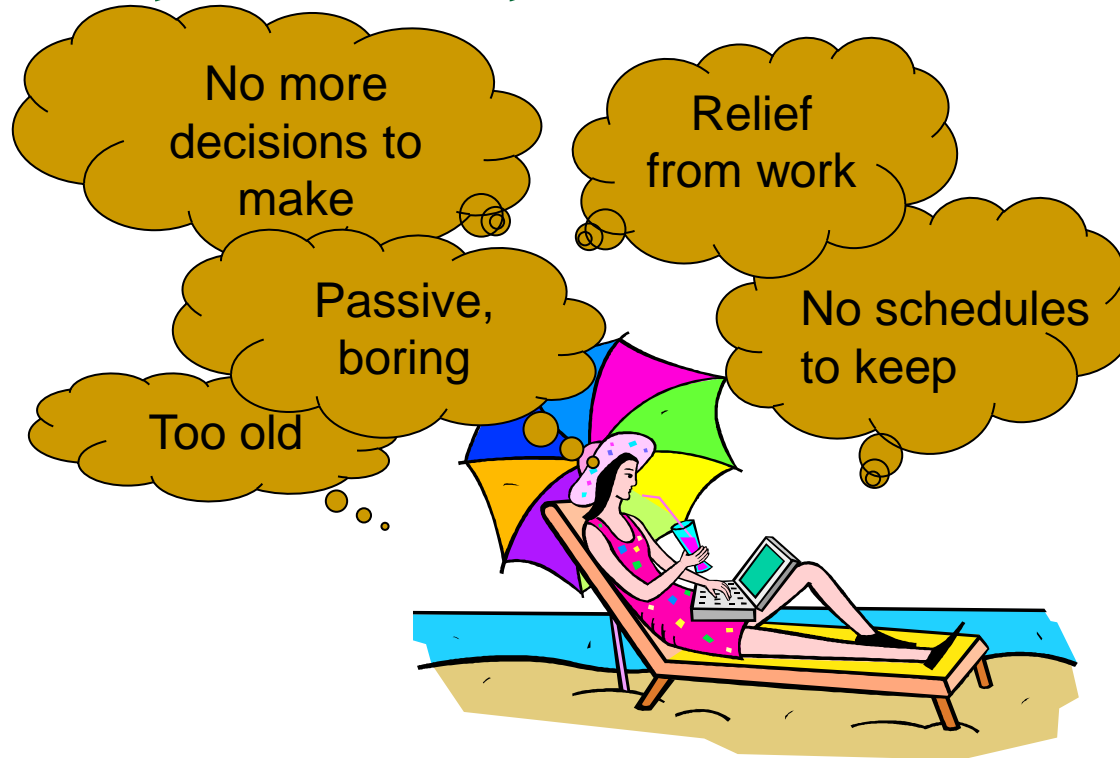 No more
decisions to
make
Relief
from work
Passive,
boring
No schedules
to keep
Too old